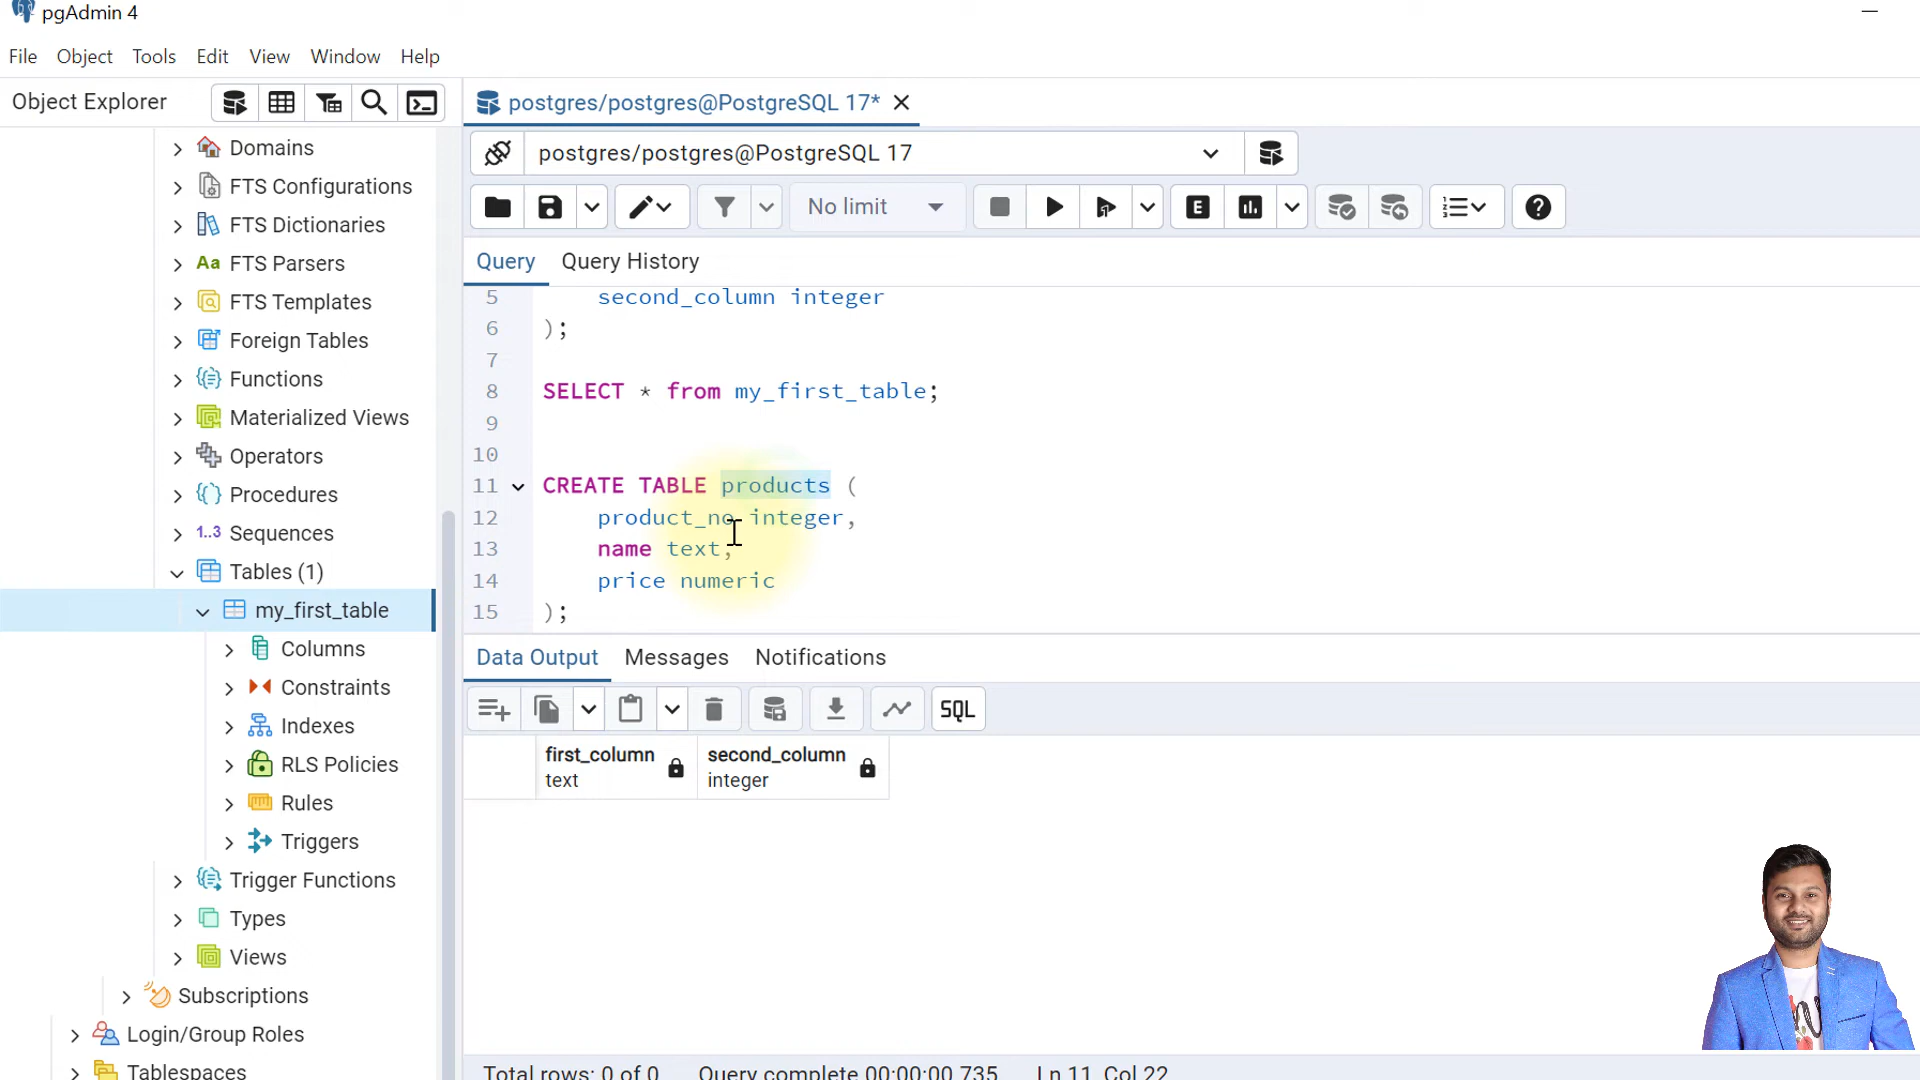 pgAdmin 4
File Object Tools Edit View Window Help
Object Explorer
Domains
FTS Configurations
FTS Dictionaries
Aa FTS Parsers
FTS Templates
Foreign Tables
Functions
Materialized Views
Operators
Procedures
1..3 Sequences
Tables (1)
my_first_table
Columns
Constraints
Indexes
RLS Policies
Rules
Triggers
Trigger Functions
Types
Views
Subscriptions
Login/Group Roles
Tablespaces
postgres/postgres@PostgreSQL 17*
postgres/postgres@PostgreSQL 17
No limit E
Query Query History
5 second_column integer
6 );
7
8 SELECT * from my_first_table;
9
10
11 CREATE TABLE products (
12 product_no integer,
13 name text,
14 price numeric
15 );
Data Output Messages Notifications
SQL
first_column second_column
text integer
Total rows: 0 of 0 Query complete 00:00:00.735 Ln 11, Col 22